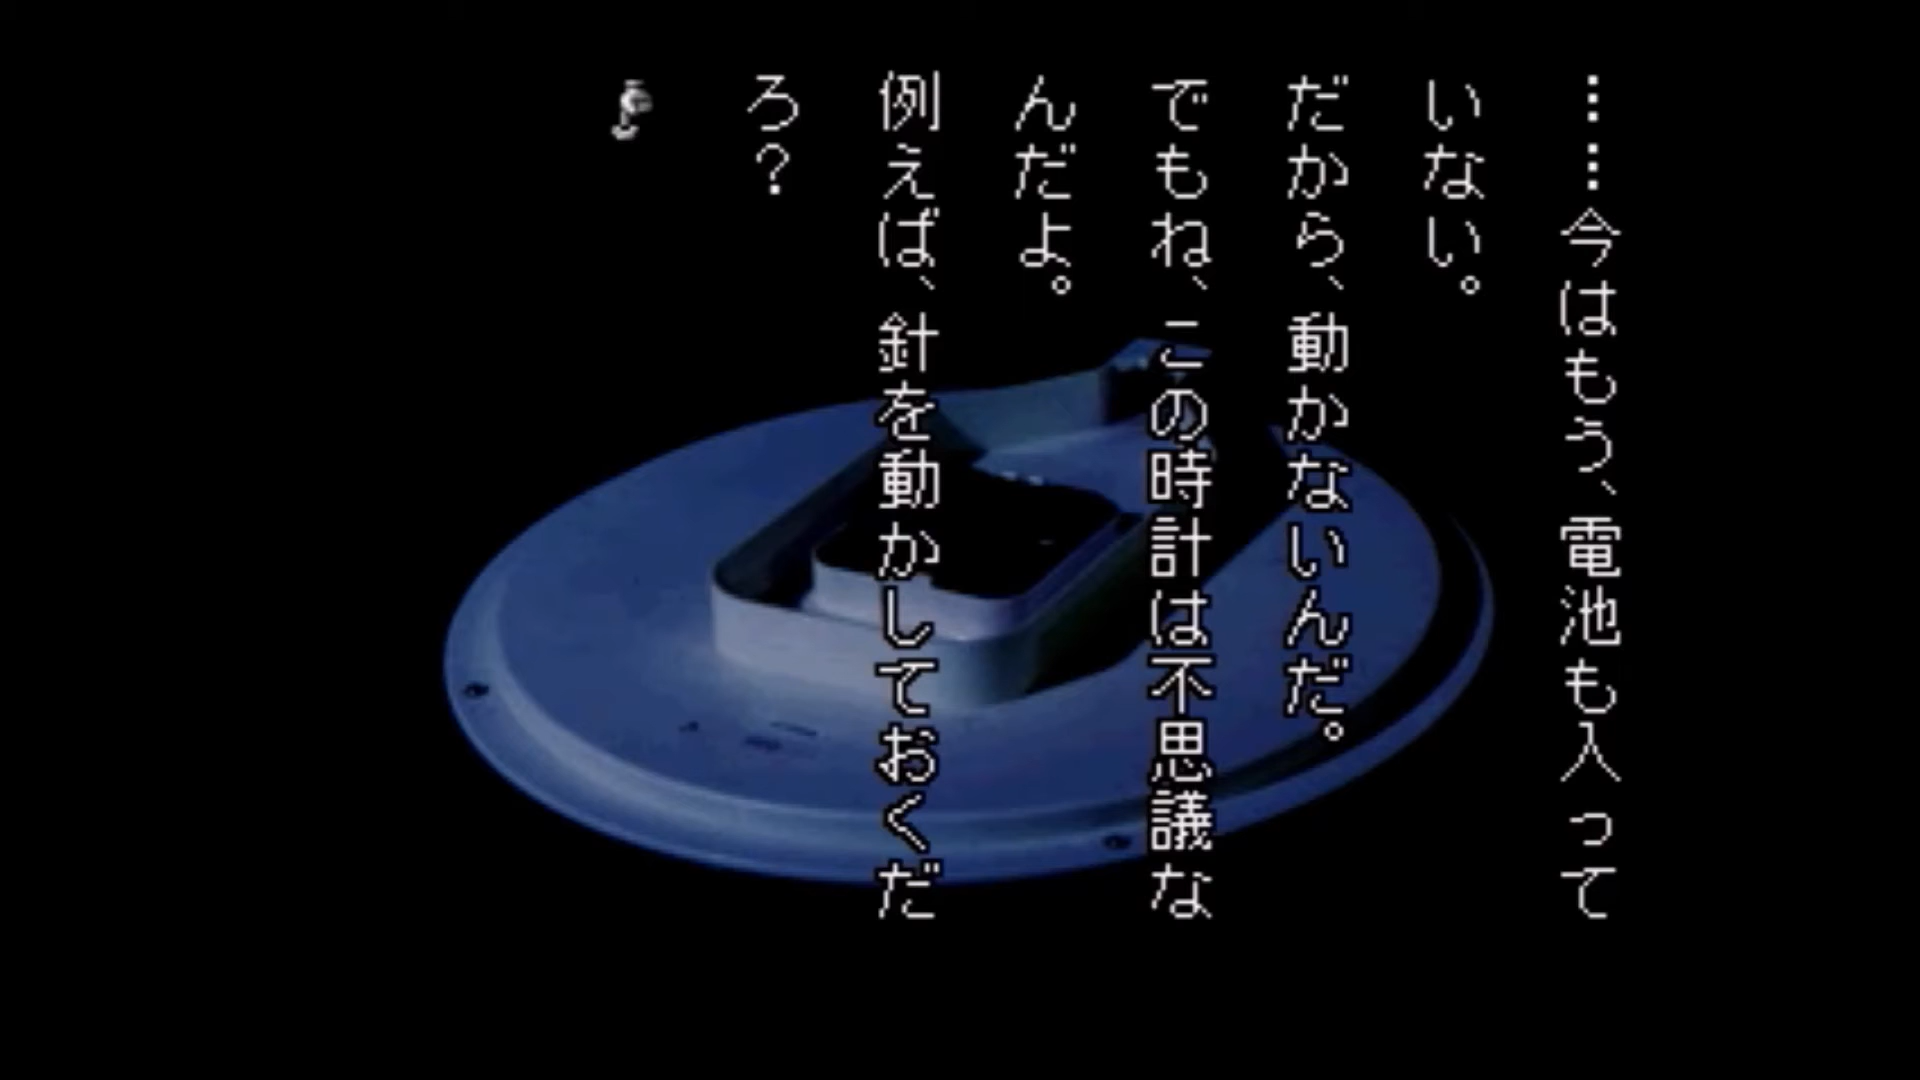 ……今はもう、電池も入って
いない。
だから、動かないんだ。
でもね、この時計は不思議な
んだよ。
例えば、針を動かしておくだ
ろ？